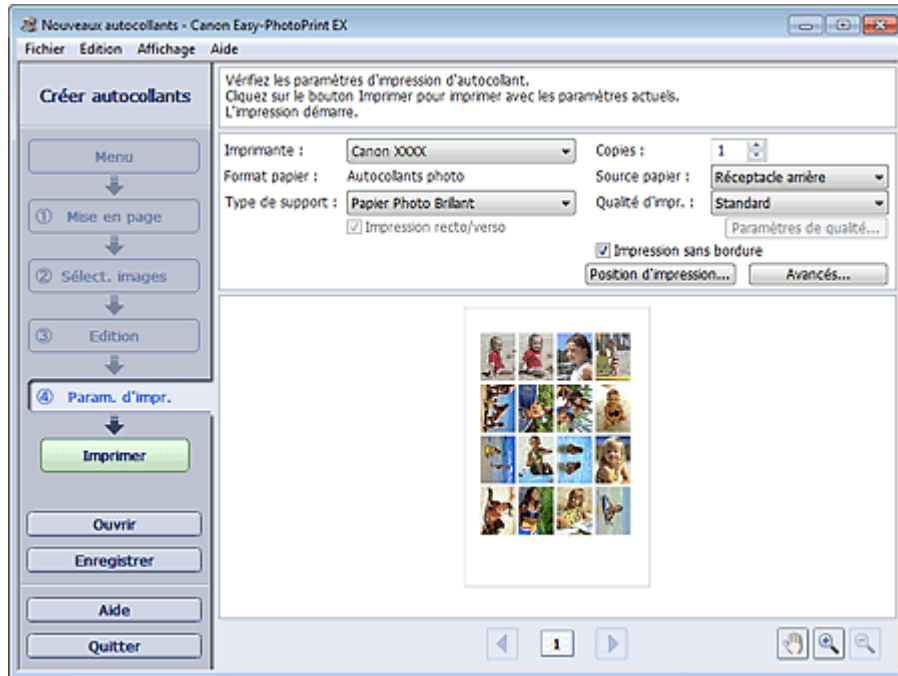 Nouveaux autocollants - Canon Easy-PhotoPrint EX
Fichier Edition Affichage Aide
Créer autocollants
Menu
① Mise en page
② Sélect. images
③ Edition
④ Param. d'impr.
Imprimer
Ouvrir
Enregistrer
Aide
Quitter
Vérifiez les paramètres d'impression d'autocollant.
Cliquez sur le bouton Imprimer pour imprimer avec les paramètres actuels.
L'impression démarre.
Imprimante : Canon XXXX Copies : 1
Format papier : Autocollants photo Source papier : Réceptacle arrière
Type de support : Papier Photo Brillant Qualité d'impr. : Standard
Impression recto/verso Paramètres de qualité...
Impression sans bordure
Position d'impression... Avancés...
1